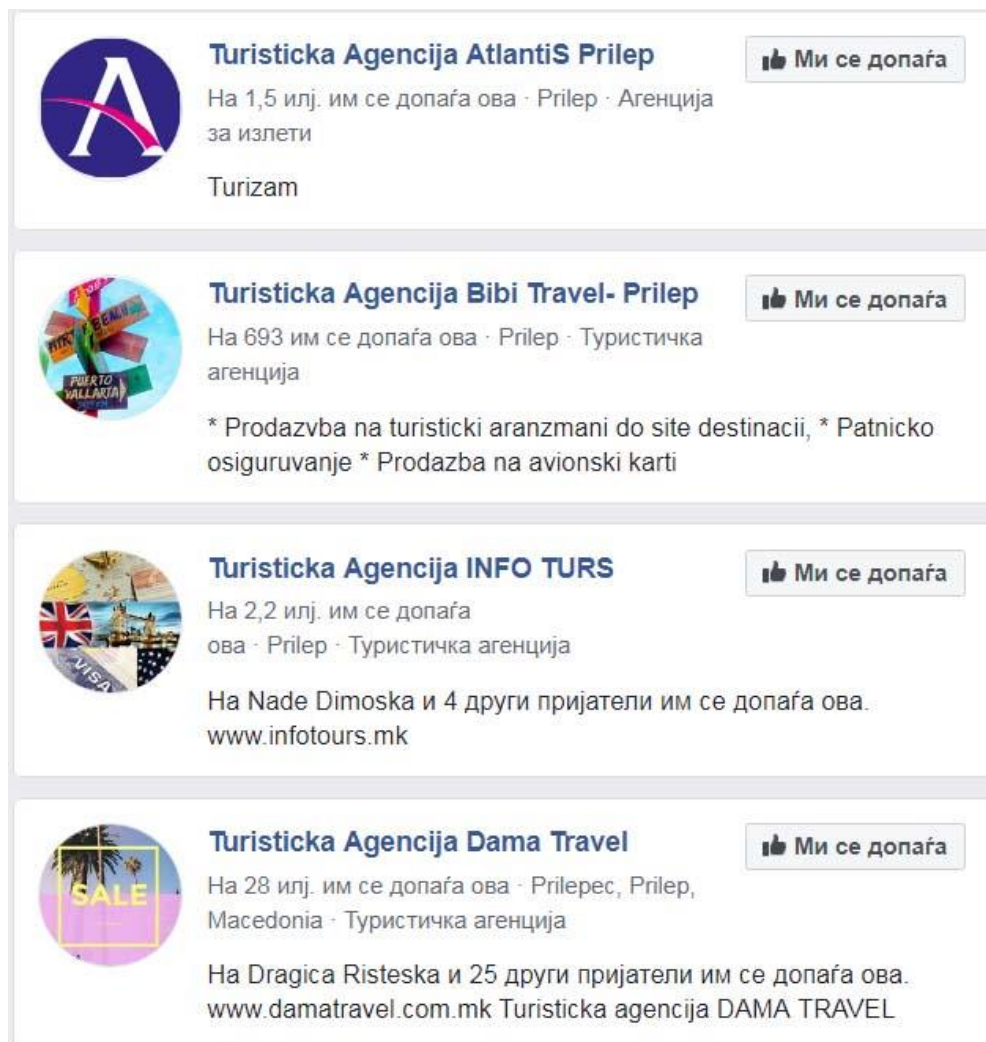 Turisticka Agencija AtlantiS Prilep
Ми се допаѓа
На 1,5 илј. им се допаѓа ова · Prilep · Агенција
за излети
Turizam
Turisticka Agencija Bibi Travel- Prilep
Ми се допаѓа
На 693 им се допаѓа ова · Prilep · Туристичка
агенција
PUERTO
VALLARTA
* Prodazvba na turisticki aranzmani do site destinacii, * Patnicko
osiguruvanje * Prodazba na avionski karti
Turisticka Agencija INFO TURS
Ми се допаѓа
На 2,2 илј. им се допаѓа
ова · Prilep · Туристичка агенција
VISA
На Nade Dimoska и 4 други пријатели им се допаѓа ова.
www.infotours.mk
Turisticka Agencija Dama Travel
Ми се допаѓа
На 28 илј. им се допаѓа ова · Prilepec, Prilep,
Macedonia · Туристичка агенција
SALE
На Dragica Risteska и 25 други пријатели им се допаѓа ова.
www.damatravel.com.mk Turisticka agencija DAMA TRAVEL